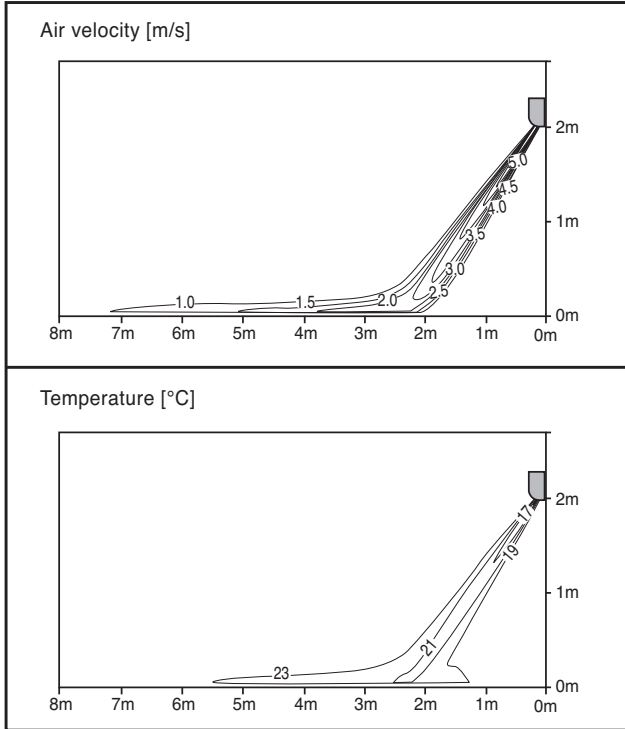 Air velocity [m/s]
2m
5.0
4.5
4.0
1m
3.5
3.0
2.5
1.0
1.5
2.0
0m
8m 7m 6m 5m 4m 3m 2m 1m 0m
Temperature [°C]
2m
17
19
1m
21
23
0m
8m 7m 6m 5m 4m 3m 2m 1m 0m